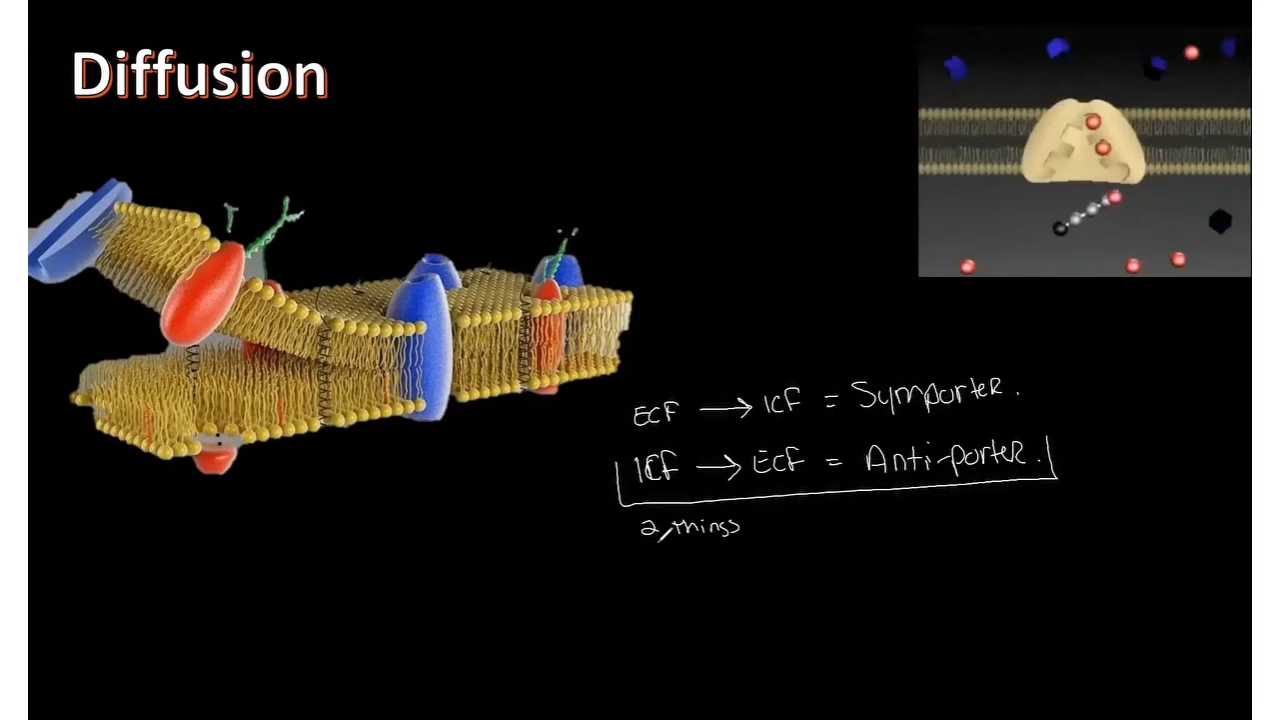 Diffusion
ECF → ICF = Symporter.
ICF → ECF = Anti-porter.
2 things